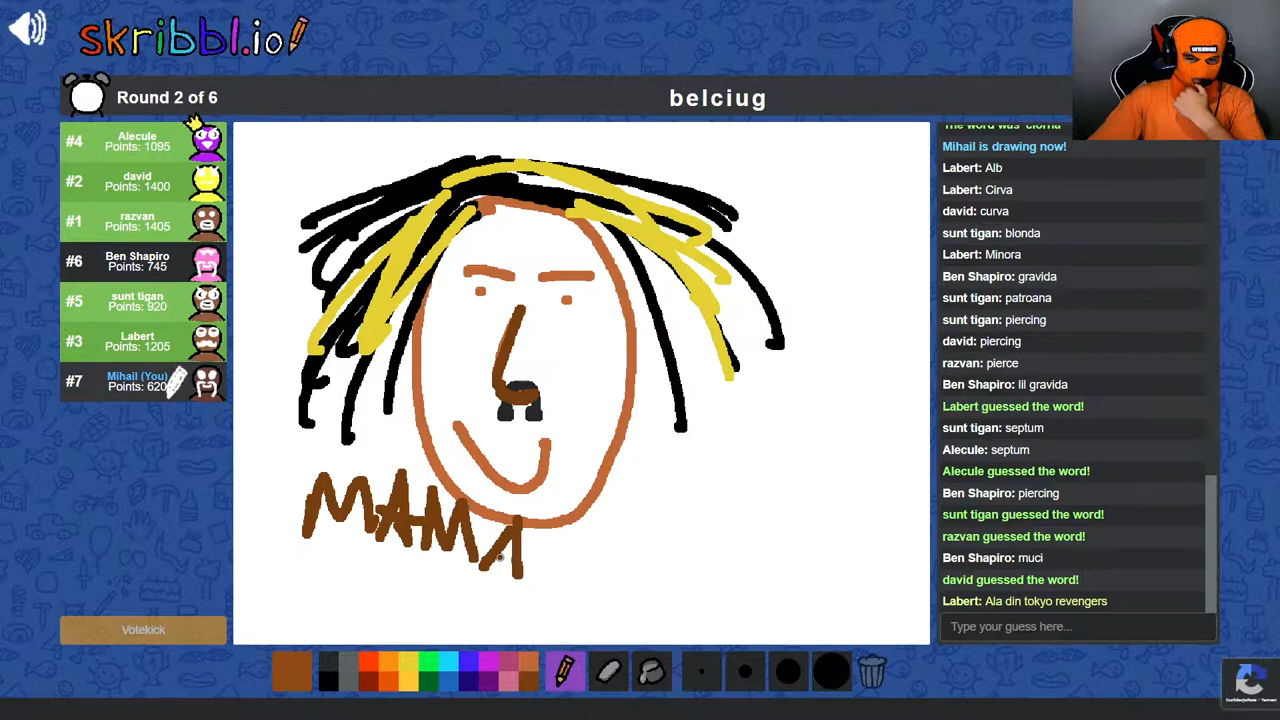 skribbl.io
Round 2 of 6
belciug
#4
Alecule
Points: 1095
#2
david
Points: 1400
#1
razvan
Points: 1405
#6
Ben Shapiro
Points: 745
#5
sunt tigan
Points: 920
#3
Labert
Points: 1205
#7
Mihail (You)
Points: 620
Votekick
MAMA
Mihail is drawing now!
Labert: Alb
Labert: Cirva
david: curva
sunt tigan: blonda
Labert: Minora
Ben Shapiro: gravida
sunt tigan: patroana
sunt tigan: piercing
david: piercing
razvan: pierce
Ben Shapiro: lil gravida
Labert guessed the word!
sunt tigan: septum
Alecule: septum
Alecule guessed the word!
Ben Shapiro: piercing
sunt tigan guessed the word!
razvan guessed the word!
Ben Shapiro: muci
david guessed the word!
Labert: Ala din tokyo revengers
Type your guess here...